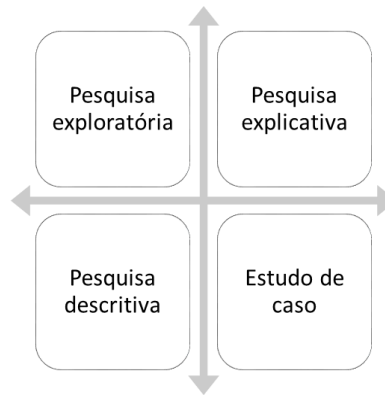 Pesquisa
exploratória
Pesquisa
explicativa
Pesquisa
descritiva
Estudo de
caso